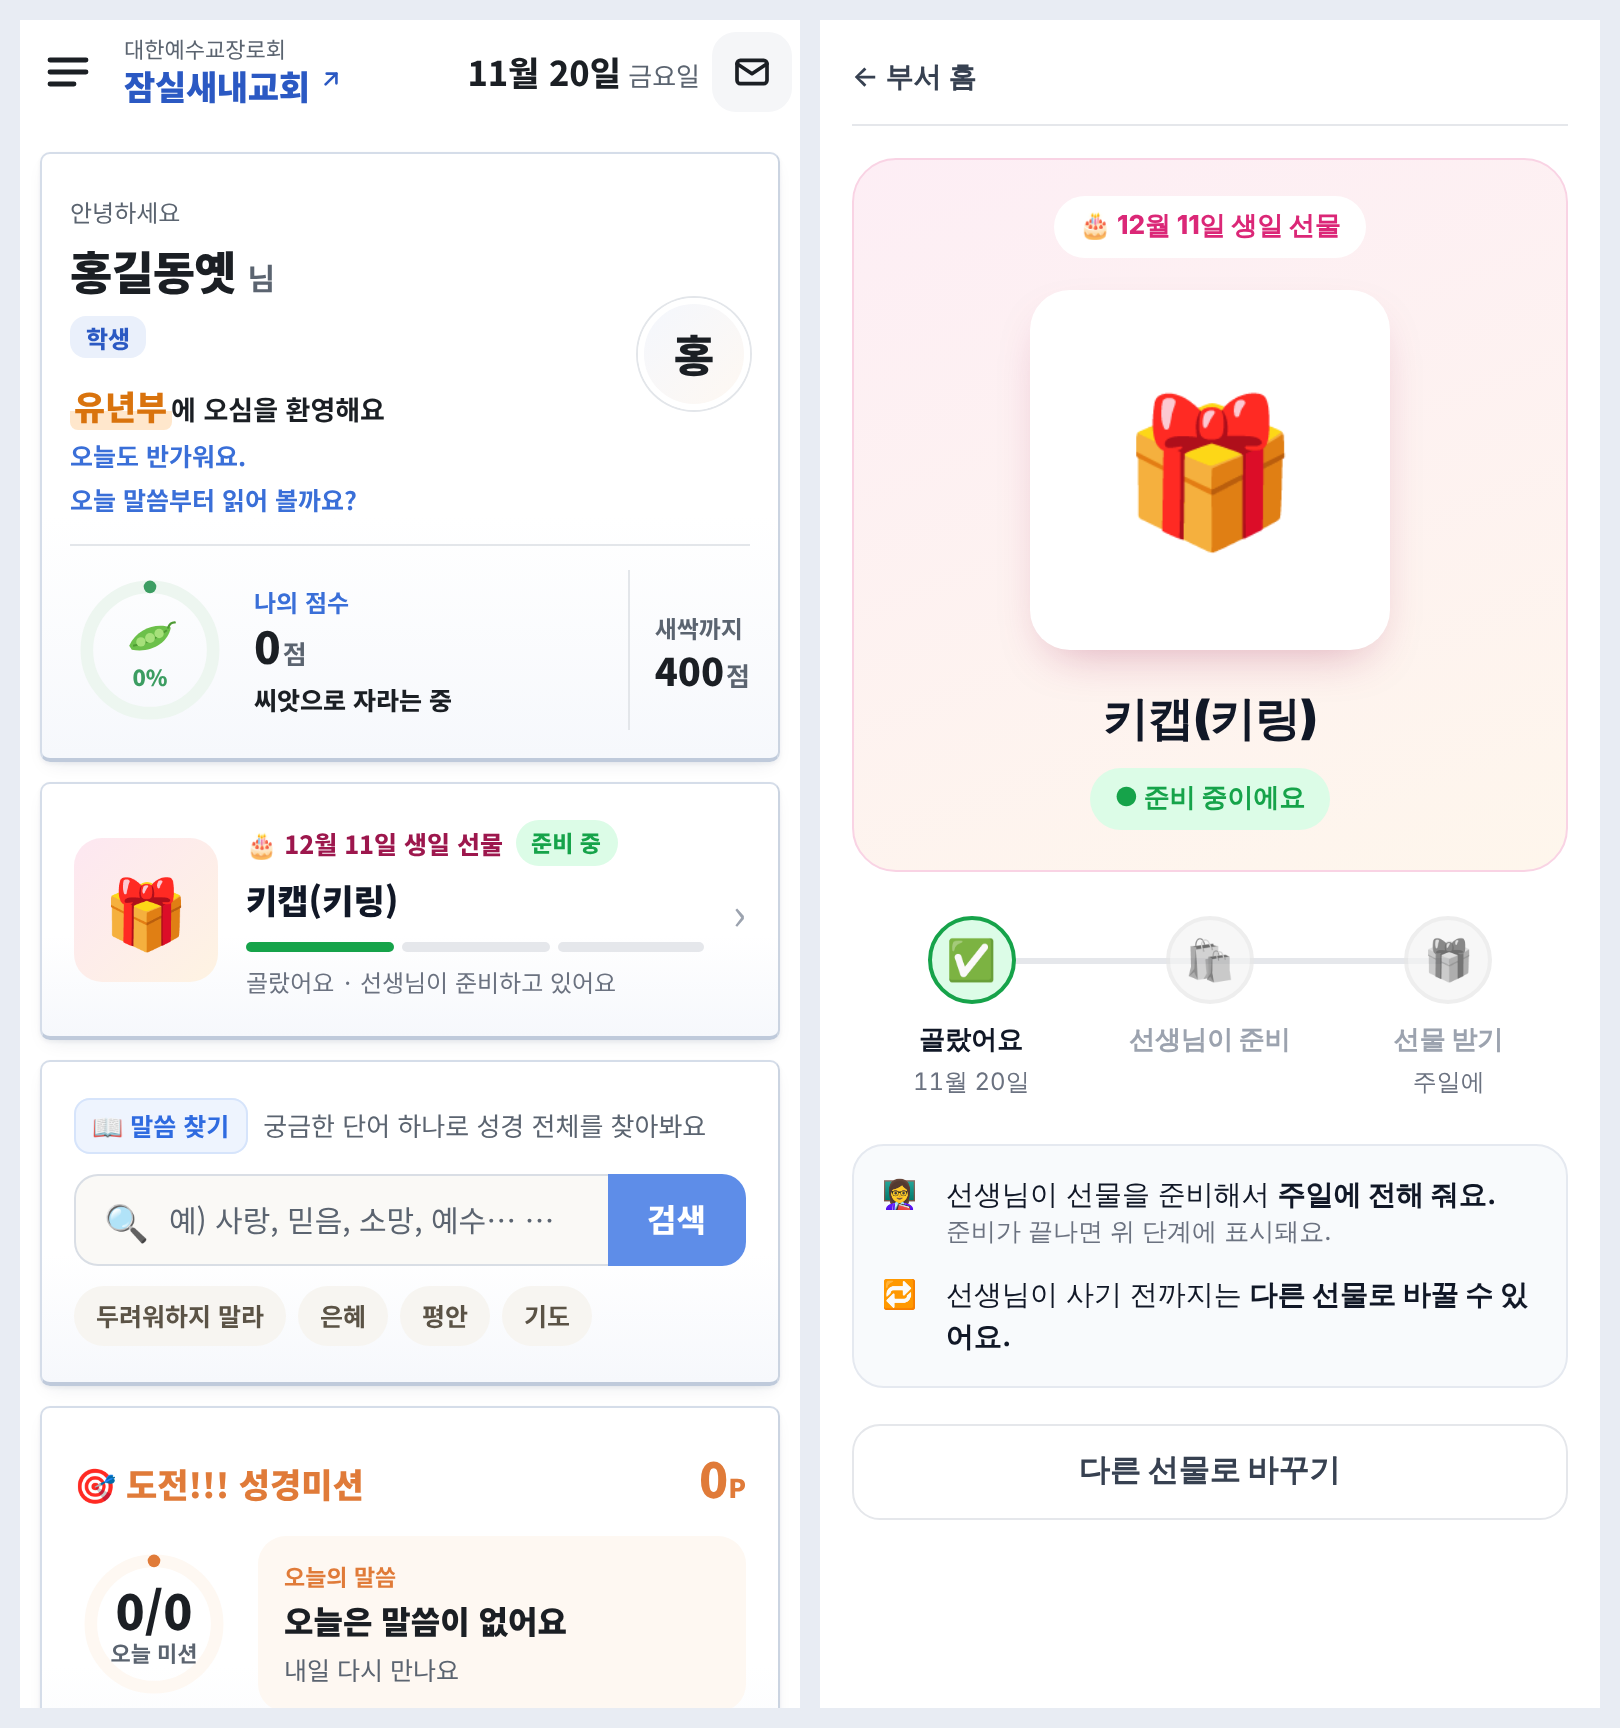 대한예수교장로회
잠실새내교회 ↗
11월 20일 금요일
안녕하세요
홍길동옛 님
학생
홍
유년부에 오심을 환영해요
오늘도 반가워요.
오늘 말씀부터 읽어 볼까요?
0%
나의 점수
0점
씨앗으로 자라는 중
새싹까지
400점
🎂 12월 11일 생일 선물 준비 중
키캡(키링)
골랐어요 · 선생님이 준비하고 있어요
📖 말씀 찾기 궁금한 단어 하나로 성경 전체를 찾아봐요
🔍 예) 사랑, 믿음, 소망, 예수… … 검색
두려워하지 말라 은혜 평안 기도
🎯 도전!!! 성경미션 0P
0/0
오늘 미션
오늘의 말씀
오늘은 말씀이 없어요
내일 다시 만나요
← 부서 홈
🎂 12월 11일 생일 선물
키캡(키링)
● 준비 중이에요
골랐어요 선생님이 준비 선물 받기
11월 20일 주일에
선생님이 선물을 준비해서 주일에 전해 줘요.
준비가 끝나면 위 단계에 표시돼요.
선생님이 사기 전까지는 다른 선물로 바꿀 수 있
어요.
다른 선물로 바꾸기